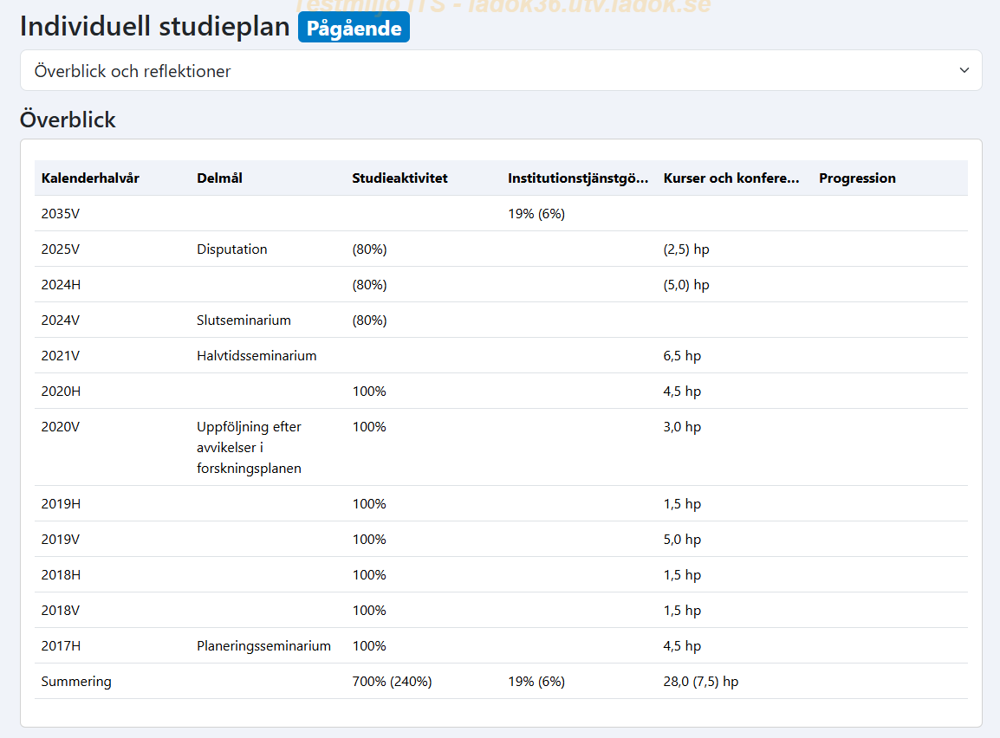 Testmiljö ITS - ladok36.utv.ladok.se
Individuell studieplan Pågående
Överblick och reflektioner
Överblick
Kalenderhalvår Delmål Studieaktivitet Institutionstjänstgö... Kurser och konfere... Progression
2035V 19% (6%)
2025V Disputation (80%) (2,5) hp
2024H (80%) (5,0) hp
2024V Slutseminarium (80%)
2021V Halvtidsseminarium 6,5 hp
2020H 100% 4,5 hp
2020V Uppföljning efter 100% 3,0 hp
avvikelser i
forskningsplanen
2019H 100% 1,5 hp
2019V 100% 5,0 hp
2018H 100% 1,5 hp
2018V 100% 1,5 hp
2017H Planeringsseminarium 100% 4,5 hp
Summering 700% (240%) 19% (6%) 28,0 (7,5) hp